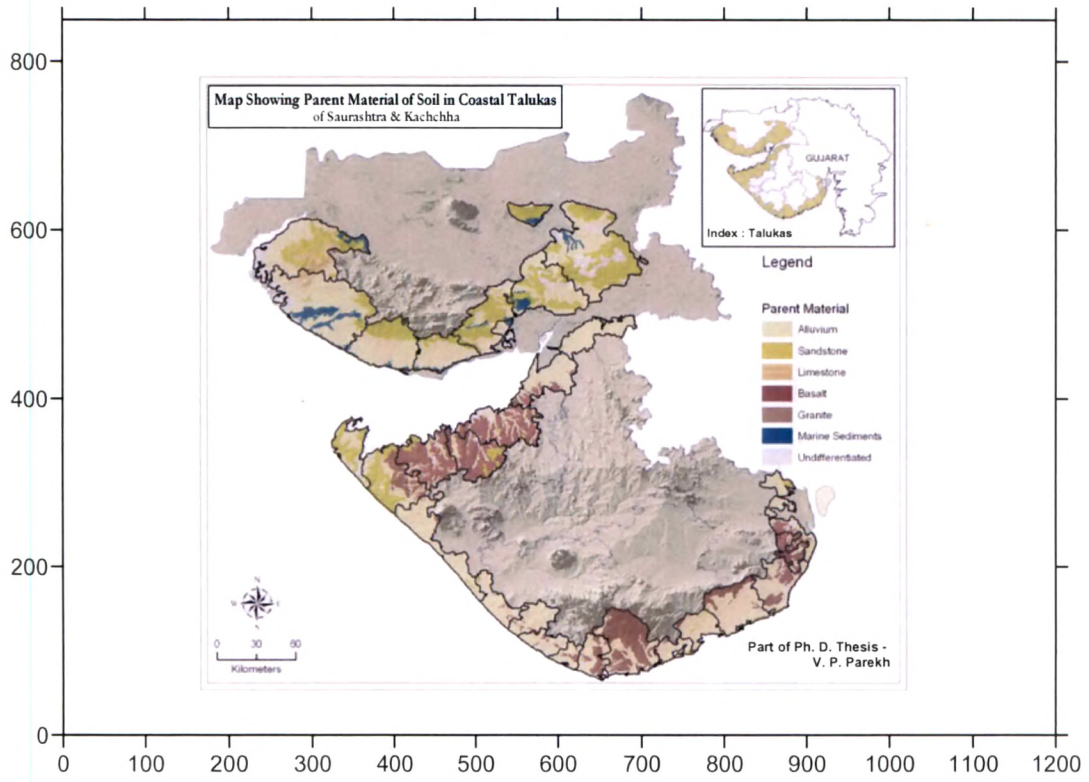 Map Showing Parent Material of Soil in Coastal Talukas
of Saurashtra & Kachchha
GUJARAT
Index : Talukas
Legend
Parent Material
Alluvium
Sandstone
Limestone
Basalt
Granite
Marine Sediments
Undifferentiated
N
W E
S
0 30 60
Kilometers
Part of Ph. D. Thesis -
V. P. Parekh
800
600
400
200
0
0 100 200 300 400 500 600 700 800 900 1000 1100 1200